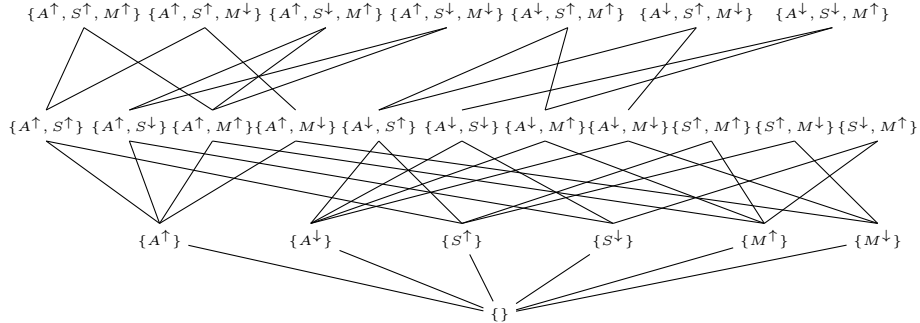 {A↑, S↑, M↑} {A↑, S↑, M↓} {A↑, S↓, M↑} {A↑, S↓, M↓} {A↓, S↑, M↑} {A↓, S↑, M↓} {A↓, S↓, M↑}
{A↑, S↑} {A↑, S↓} {A↑, M↑} {A↑, M↓} {A↓, S↑} {A↓, S↓} {A↓, M↑} {A↓, M↓} {S↑, M↑} {S↑, M↓} {S↓, M↑}
{A↑} {A↓} {S↑} {S↓} {M↑} {M↓}
{}